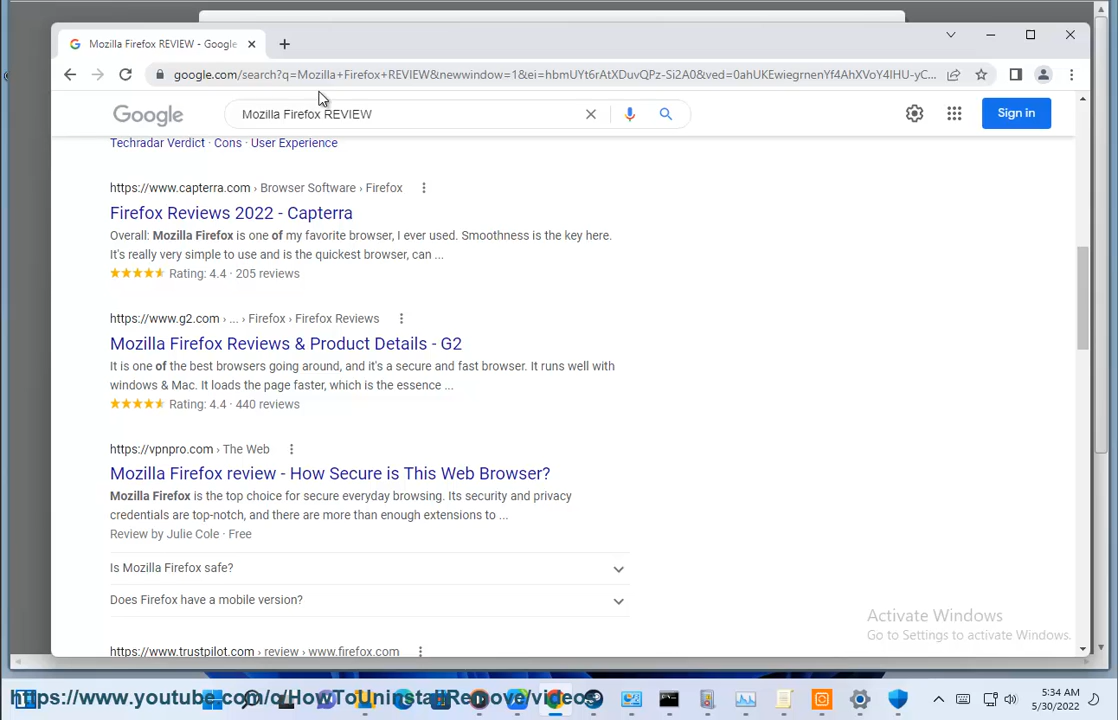 Mozilla Firefox REVIEW - Google
google.com/search?q=Mozilla+Firefox+REVIEW&newwindow=1&ei=hbmUYt6rAtXDuvQPz-Si2A0&ved=0ahUKEwiegrnenYf4AhXVoY4IHU-yC...
Google
Mozilla Firefox REVIEW
Sign in
Techradar Verdict · Cons · User Experience
https://www.capterra.com › Browser Software › Firefox
Firefox Reviews 2022 - Capterra
Overall: Mozilla Firefox is one of my favorite browser, I ever used. Smoothness is the key here.
It's really very simple to use and is the quickest browser, can ...
Rating: 4.4 · 205 reviews
https://www.g2.com › ... › Firefox › Firefox Reviews
Mozilla Firefox Reviews & Product Details - G2
It is one of the best browsers going around, and it's a secure and fast browser. It runs well with
windows & Mac. It loads the page faster, which is the essence ...
Rating: 4.4 · 440 reviews
https://vpnpro.com › The Web
Mozilla Firefox review - How Secure is This Web Browser?
Mozilla Firefox is the top choice for secure everyday browsing. Its security and privacy
credentials are top-notch, and there are more than enough extensions to ...
Review by Julie Cole · Free
Is Mozilla Firefox safe?
Does Firefox have a mobile version?
https://www.trustpilot.com › review › www.firefox.com
Activate Windows
Go to Settings to activate Windows.
https://www.youtube.com/c/HowToUninstallRemove/videos
5:34 AM
5/30/2022